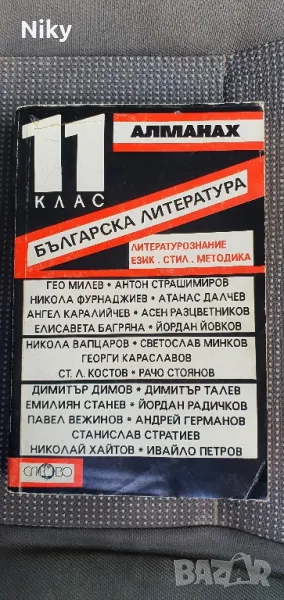 Niky
11
КЛАС
АЛМАНАХ
БЪЛГАРСКА ЛИТЕРАТУРА
ЛИТЕРАТУРОЗНАНИЕ
ЕЗИК . СТИЛ . МЕТОДИКА
ГЕО МИЛЕВ • АНТОН СТРАШИМИРОВ
НИКОЛА ФУРНАДЖИЕВ • АТАНАС ДАЛЧЕВ
АНГЕЛ КАРАЛИЙЧЕВ • АСЕН РАЗЦВЕТНИКОВ
ЕЛИСАВЕТА БАГРЯНА • ЙОРДАН ЙОВКОВ
НИКОЛА ВАПЦАРОВ • СВЕТОСЛАВ МИНКОВ
ГЕОРГИ КАРАСЛАВОВ
СТ. Л. КОСТОВ • РАЧО СТОЯНОВ
ДИМИТЪР ДИМОВ • ДИМИТЪР ТАЛЕВ
ЕМИЛИЯН СТАНЕВ • ЙОРДАН РАДИЧКОВ
ПАВЕЛ ВЕЖИНОВ • АНДРЕЙ ГЕРМАНОВ
СТАНИСЛАВ СТРАТИЕВ
НИКОЛАЙ ХАЙТОВ • ИВАЙЛО ПЕТРОВ
СЛОВО
BAZAR